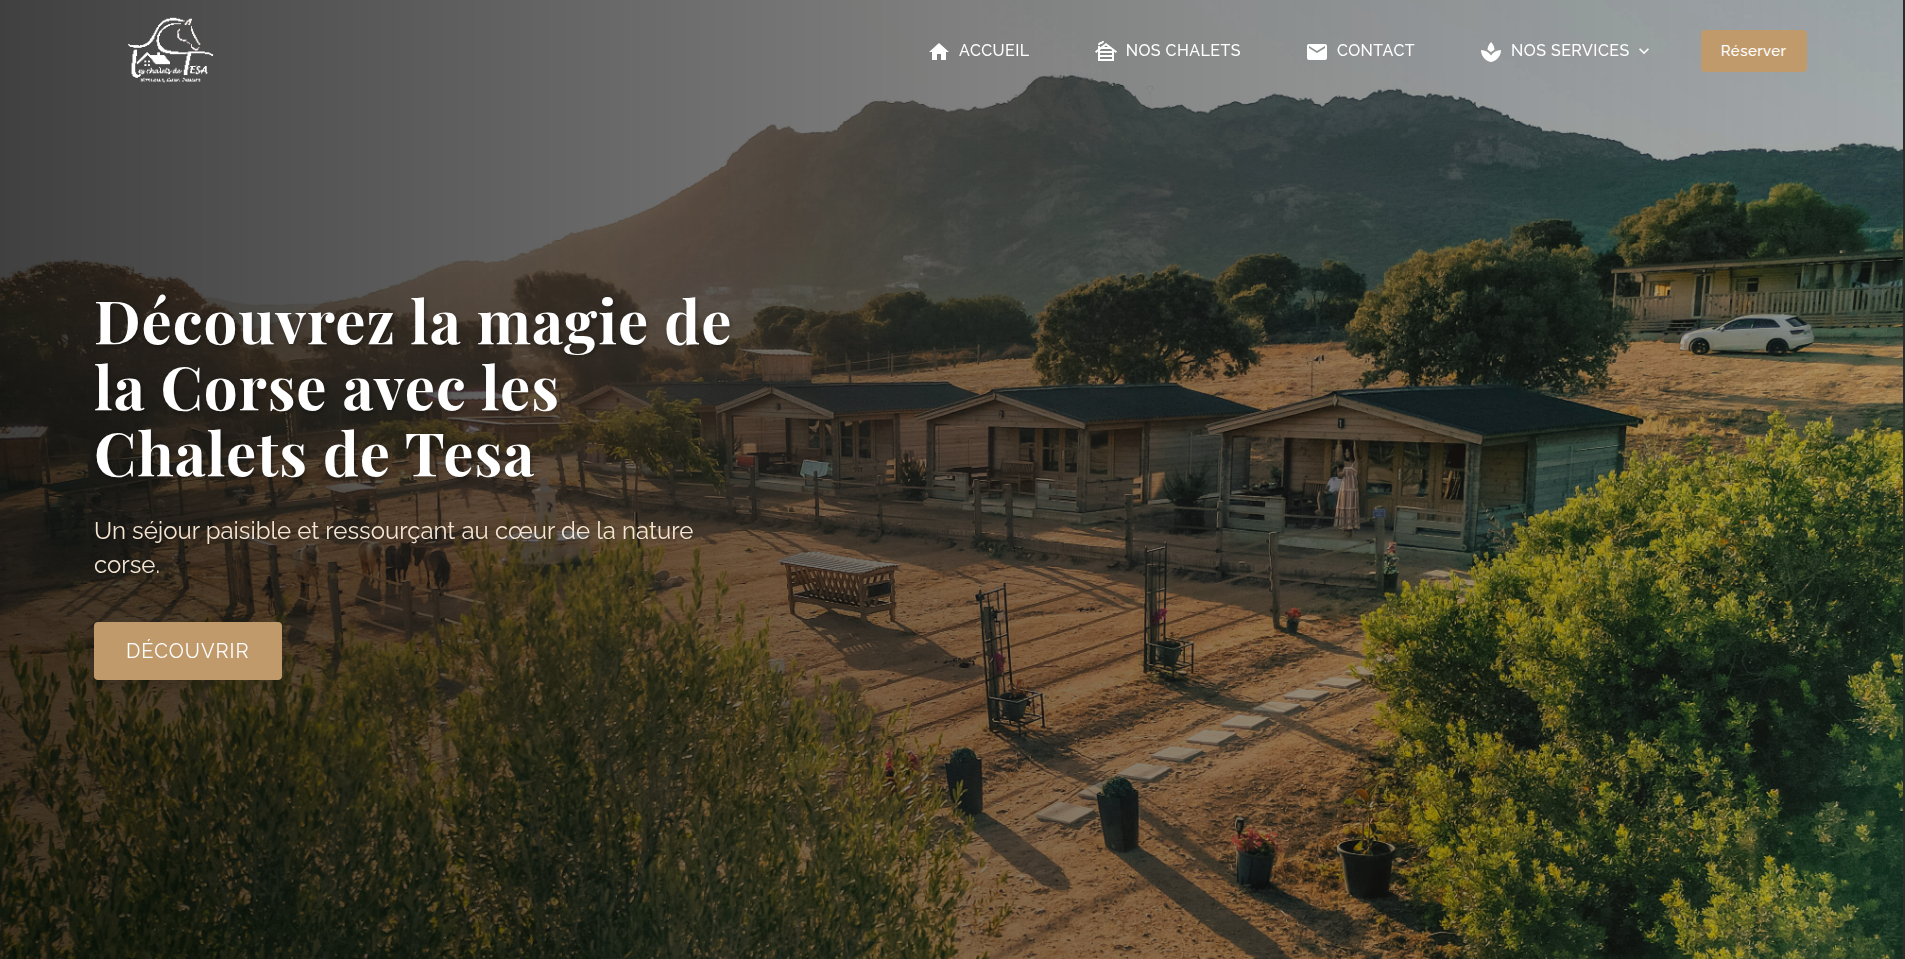 Les chalets de TESA
ACCUEIL
NOS CHALETS
CONTACT
NOS SERVICES
Réserver
Découvrez la magie de
la Corse avec les
Chalets de Tesa
Un séjour paisible et ressourçant au cœur de la nature
corse.
DÉCOUVRIR